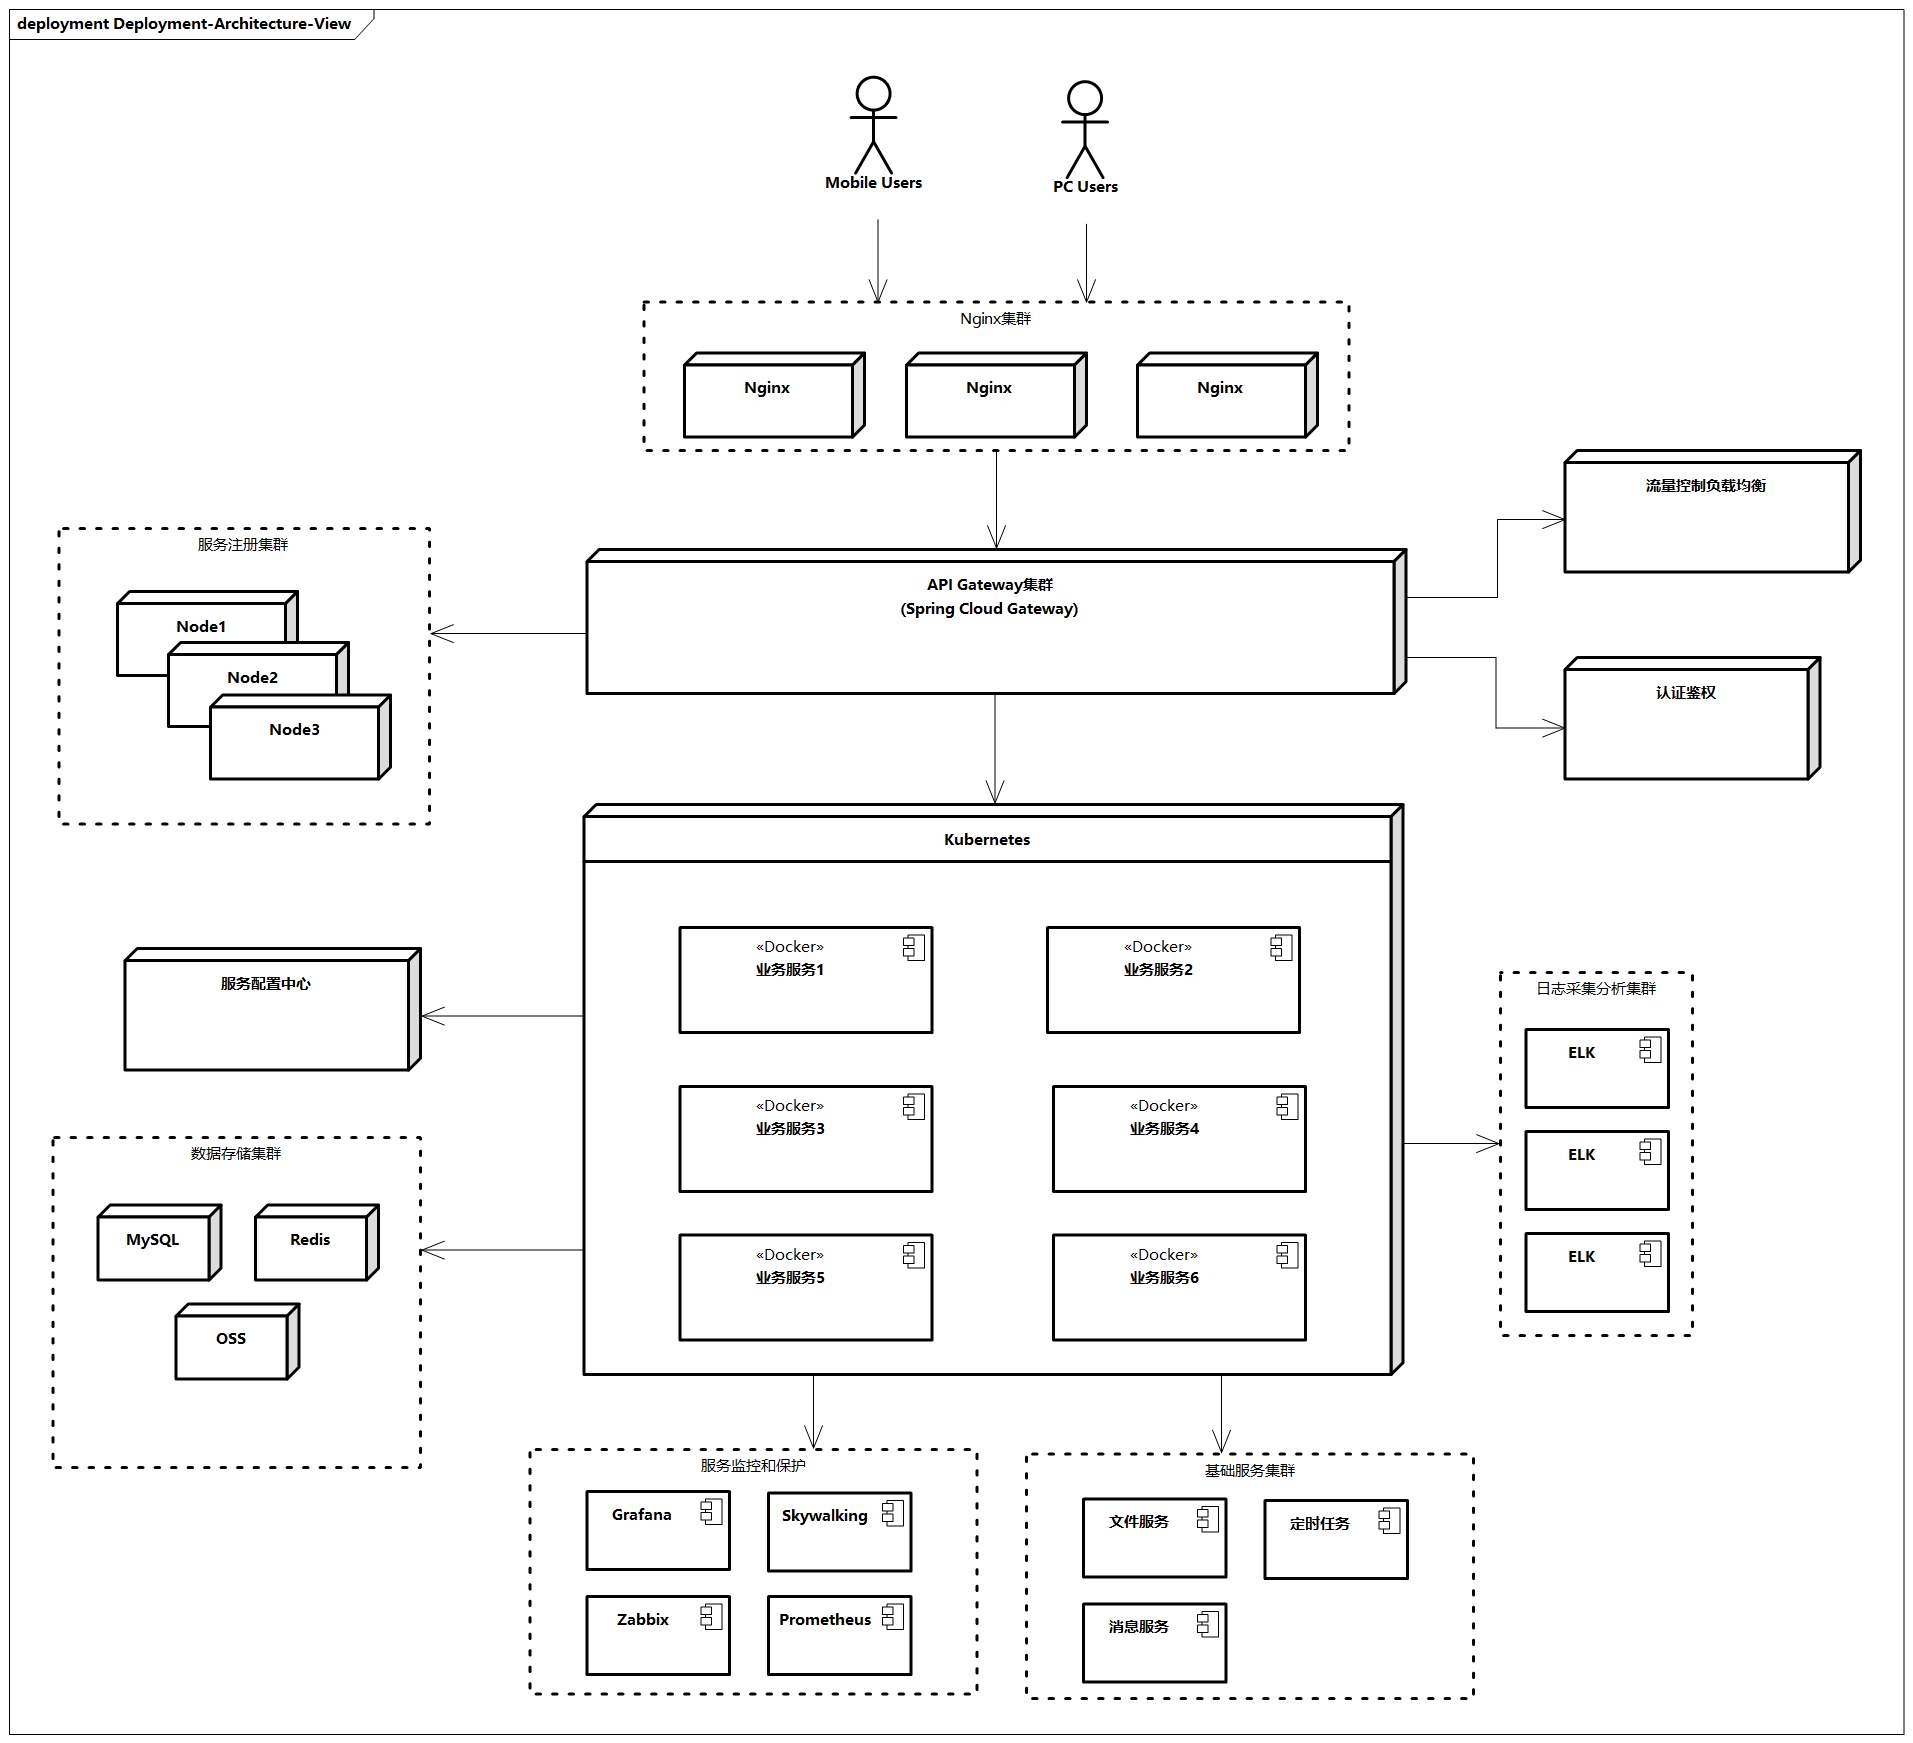 deployment Deployment-Architecture-View
Mobile Users
PC Users
Nginx集群
Nginx
Nginx
Nginx
流量控制负载均衡
服务注册集群
Node1
Node2
Node3
API Gateway集群
(Spring Cloud Gateway)
认证鉴权
Kubernetes
«Docker»
业务服务1
«Docker»
业务服务2
«Docker»
业务服务3
«Docker»
业务服务4
«Docker»
业务服务5
«Docker»
业务服务6
服务配置中心
日志采集分析集群
ELK
ELK
ELK
数据存储集群
MySQL
Redis
OSS
服务监控和保护
Grafana
Skywalking
Zabbix
Prometheus
基础服务集群
文件服务
定时任务
消息服务